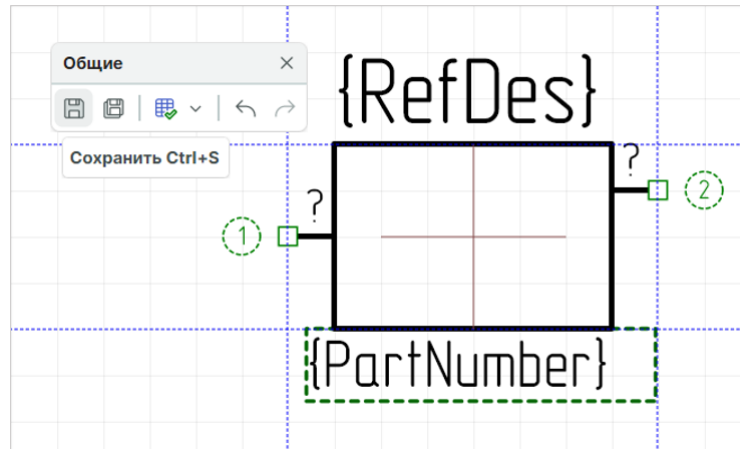 Общие
{RefDes}
Сохранить Ctrl+S
?
?
1
2
{PartNumber}